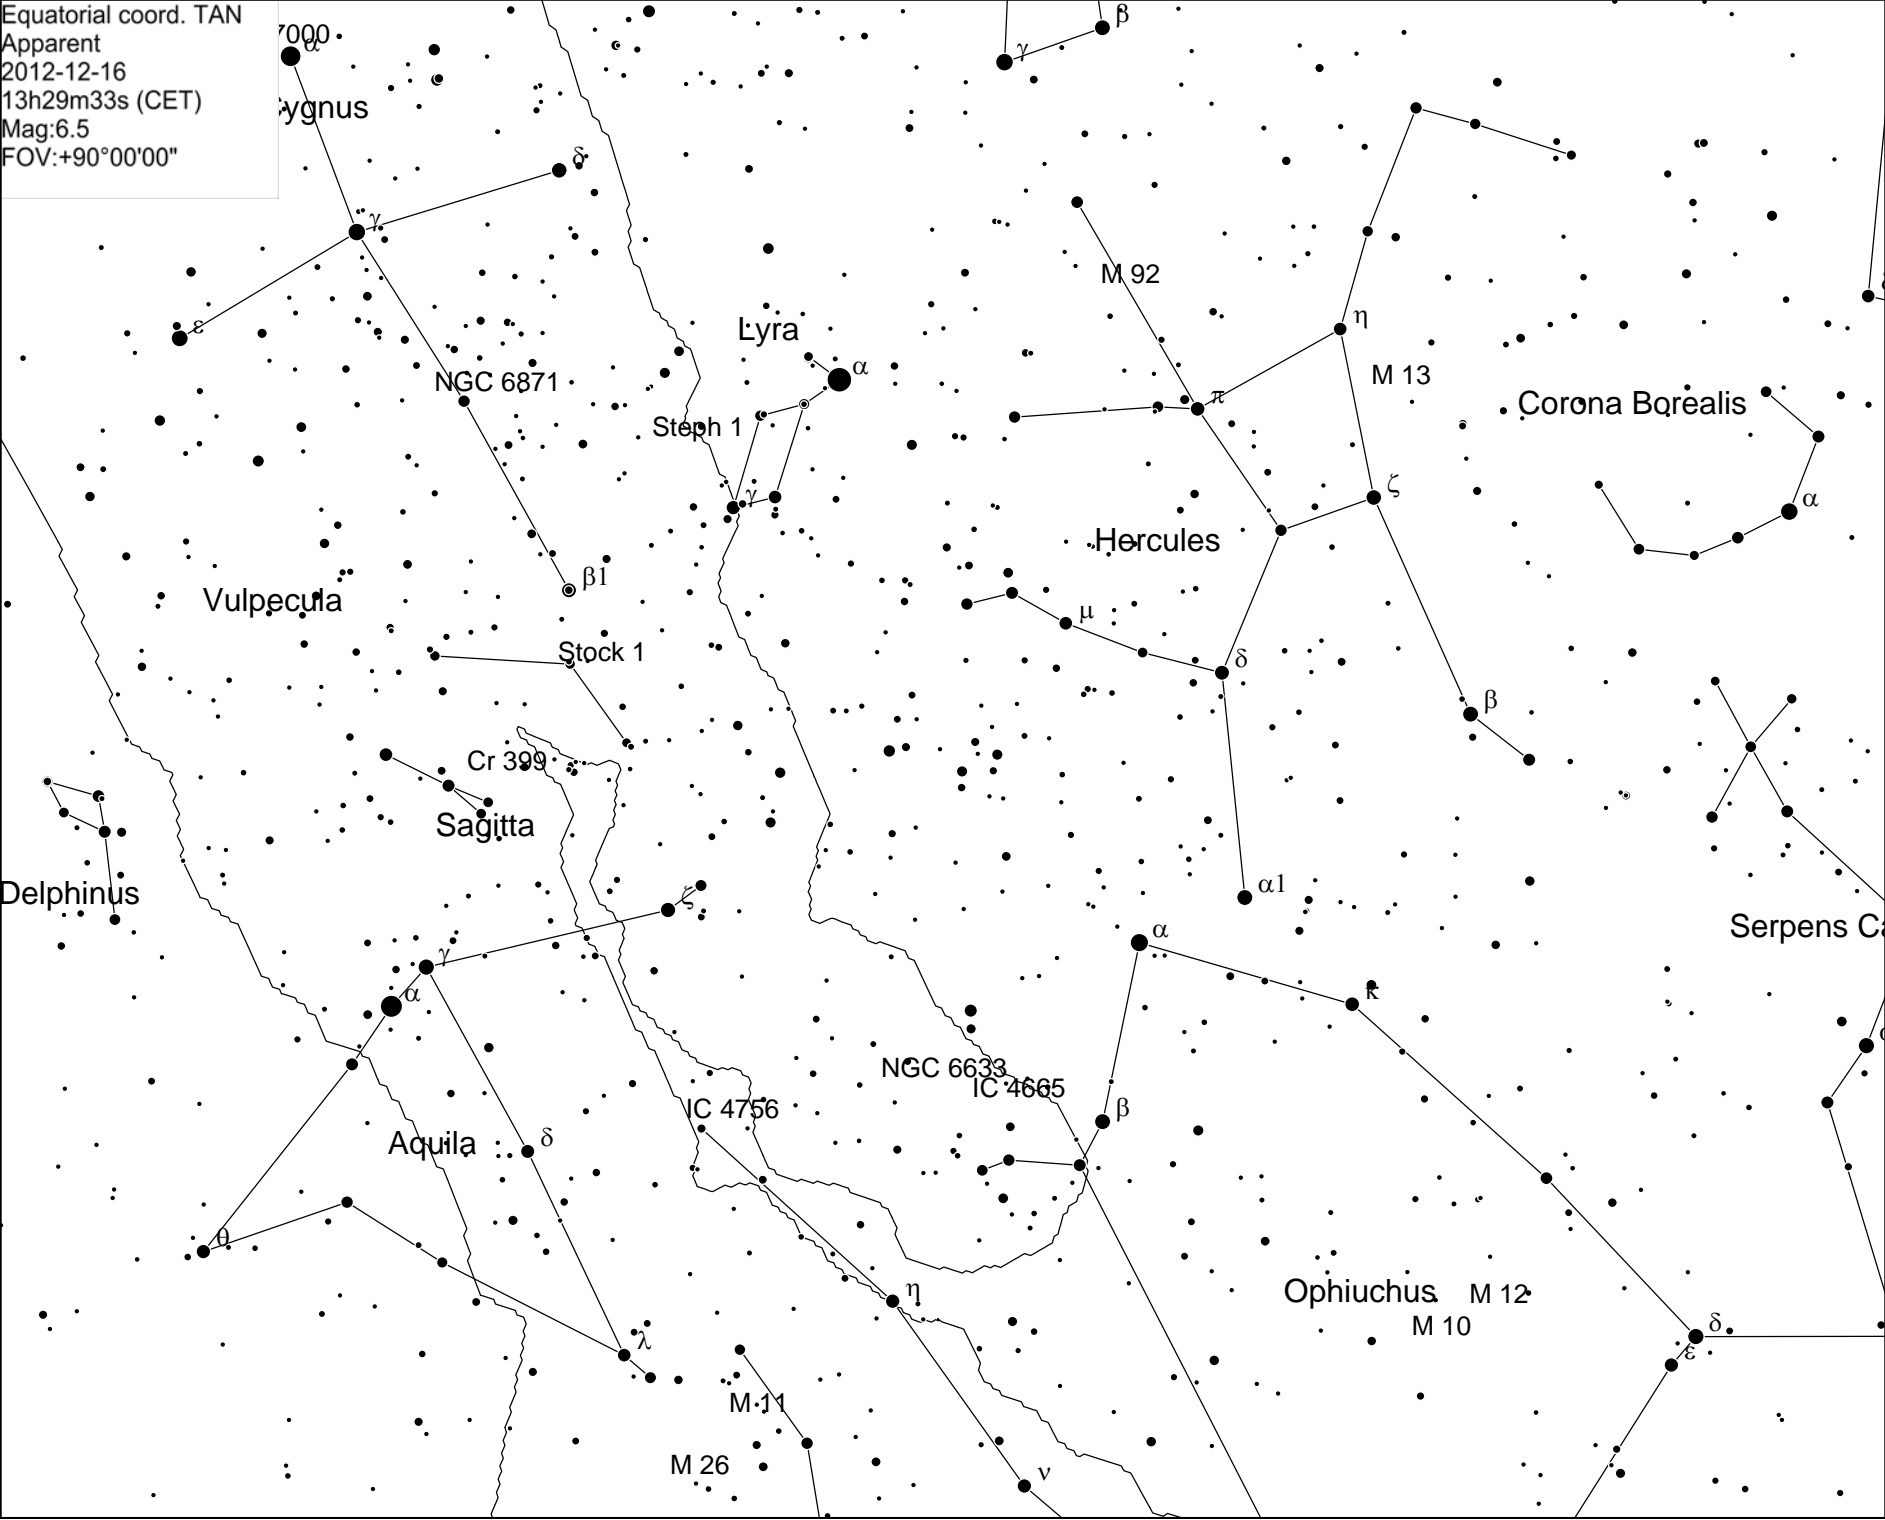 Equatorial coord. TAN
Apparent
2012-12-16
13h29m33s (CET)
Mag:6.5
FOV:+90°00'00"
7000
α
β
γ
ygnus
δ
γ
M 92
ε
Lyra
η
α
M 13
NGC 6871
π
Corona Borealis
Steph 1
γ
ζ
α
Hercules
β1
Vulpecula
μ
Stock 1
δ
β
Cr 399
Sagitta
α1
Delphinus
ζ
Serpens Ca
α
γ
α
κ
NGC 6633
IC 4665
IC 4756
β
Aquila
δ
θ
η
Ophiuchus
M 12
M 10
δ
λ
ε
M 11
M 26
ν